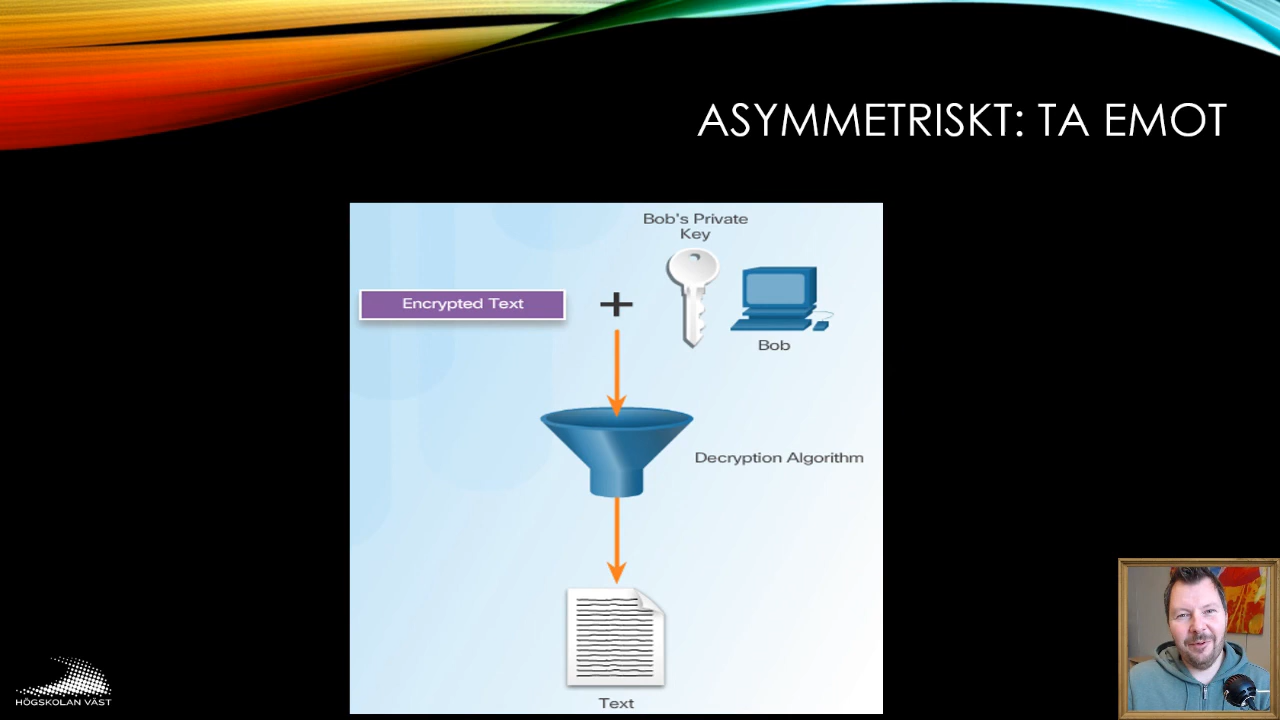 ASYMMETRISKT: TA EMOT
Bob's Private
Key
Encrypted Text
Bob
Decryption Algorithm
Text
HÖGSKOLAN VÄST